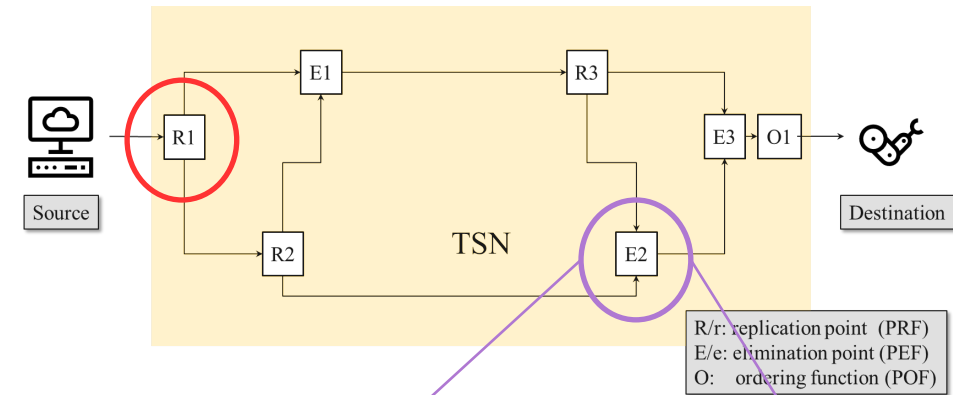 E1
R3
R1
E3
O1
Source
Destination
R2
TSN
E2
R/r: replication point (PRF)
E/e: elimination point (PEF)
O: ordering function (POF)